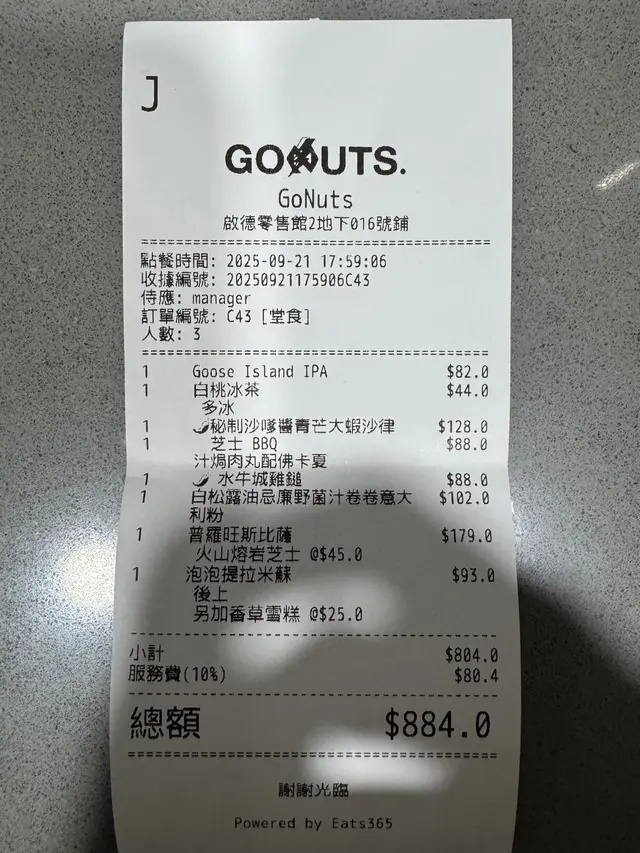 J
GONUTS.
GoNuts
啟德零售館2地下016號鋪
點餐時間: 2025-09-21 17:59:06
收據編號: 20250921175906C43
侍應: manager
訂單編號: C43 [堂食]
人數: 3
1 Goose Island IPA $82.0
1 白桃冰茶 $44.0
多冰
1 🌶秘制沙嗲醬青芒大蝦沙律 $128.0
1 芝士 BBQ $88.0
汁焗肉丸配佛卡夏
1 🌶 水牛城雞鎚 $88.0
1 白松露油忌廉野菌汁卷卷意大 $102.0
利粉
1 普羅旺斯比薩 $179.0
火山熔岩芝士 @$45.0
1 泡泡提拉米蘇 $93.0
後上
另加香草雪糕 @$25.0
小計 $804.0
服務費(10%) $80.4
總額 $884.0
謝謝光臨
Powered by Eats365